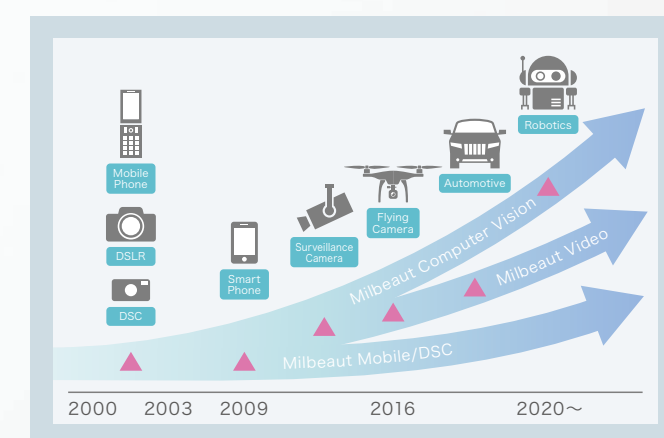 Mobile
Phone
DSLR
DSC
Smart
Phone
Surveillance
Camera
Flying
Camera
Automotive
Robotics
Milbeaut Computer Vision
Milbeaut Video
Milbeaut Mobile/DSC
2000 2003 2009 2016 2020～